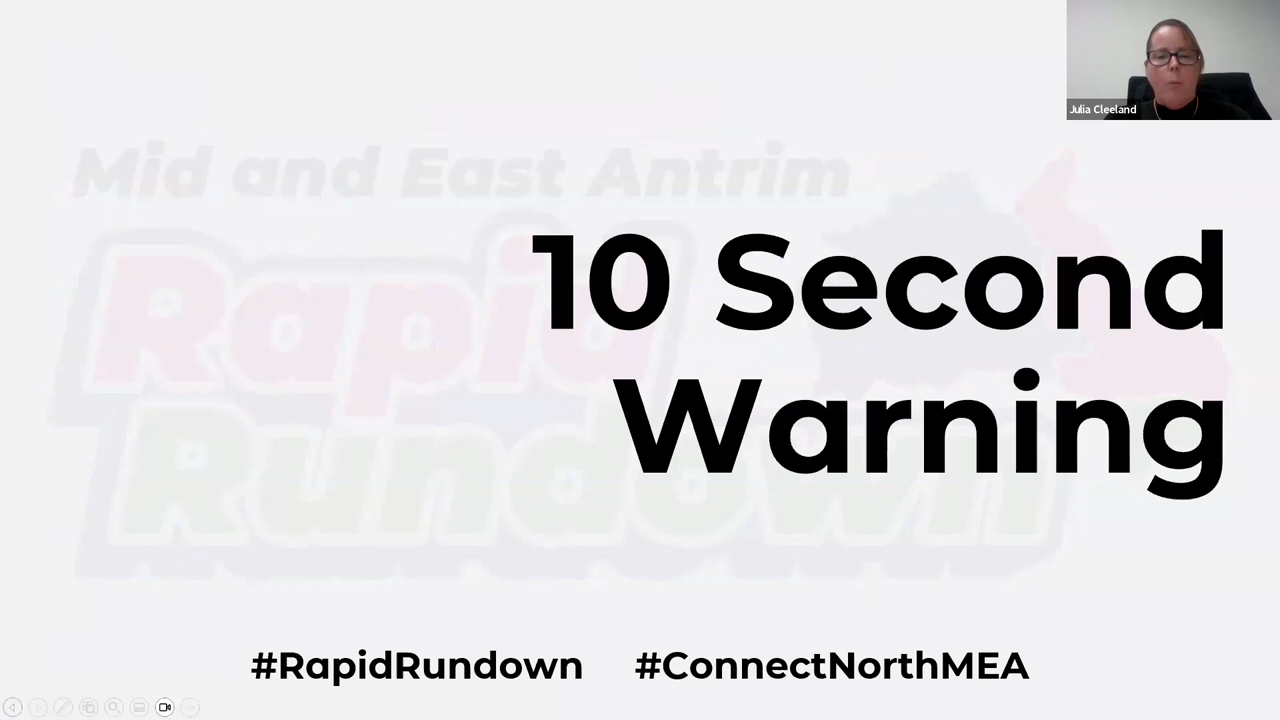 Julia Cleeland
Mid and East Antrim
Rapid
Rundown
10 Second
Warning
#RapidRundown #ConnectNorthMEA